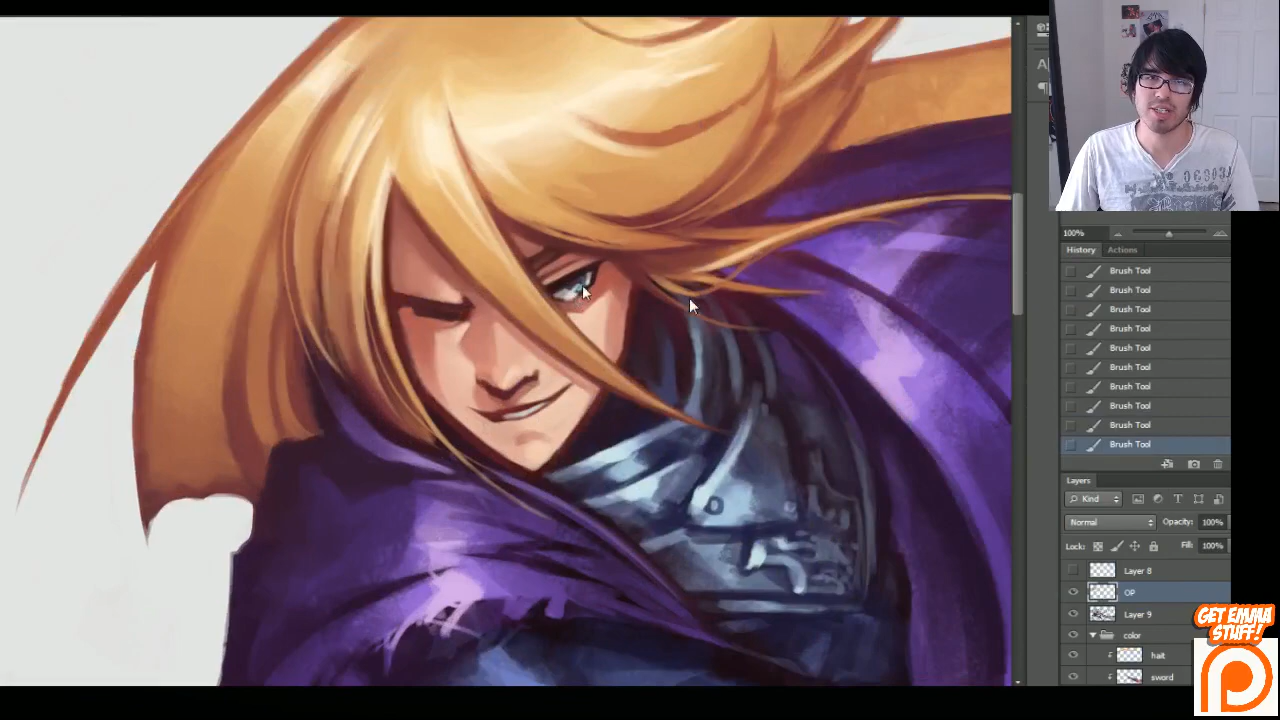 100%
History Actions
Brush Tool
Brush Tool
Brush Tool
Brush Tool
Brush Tool
Brush Tool
Brush Tool
Brush Tool
Brush Tool
Brush Tool
Layers
Kind
Normal Opacity: 100%
Lock: Fill: 100%
Layer 8
OP
Layer 9
color
hait
sword
GET EMMA
STUFF!